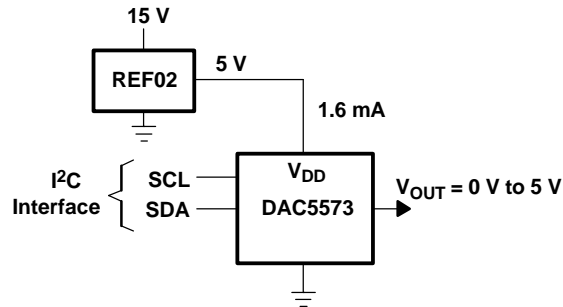 15 V
REF02
5 V
1.6 mA
I²C
Interface
SCL
SDA
VDD
DAC5573
VOUT = 0 V to 5 V